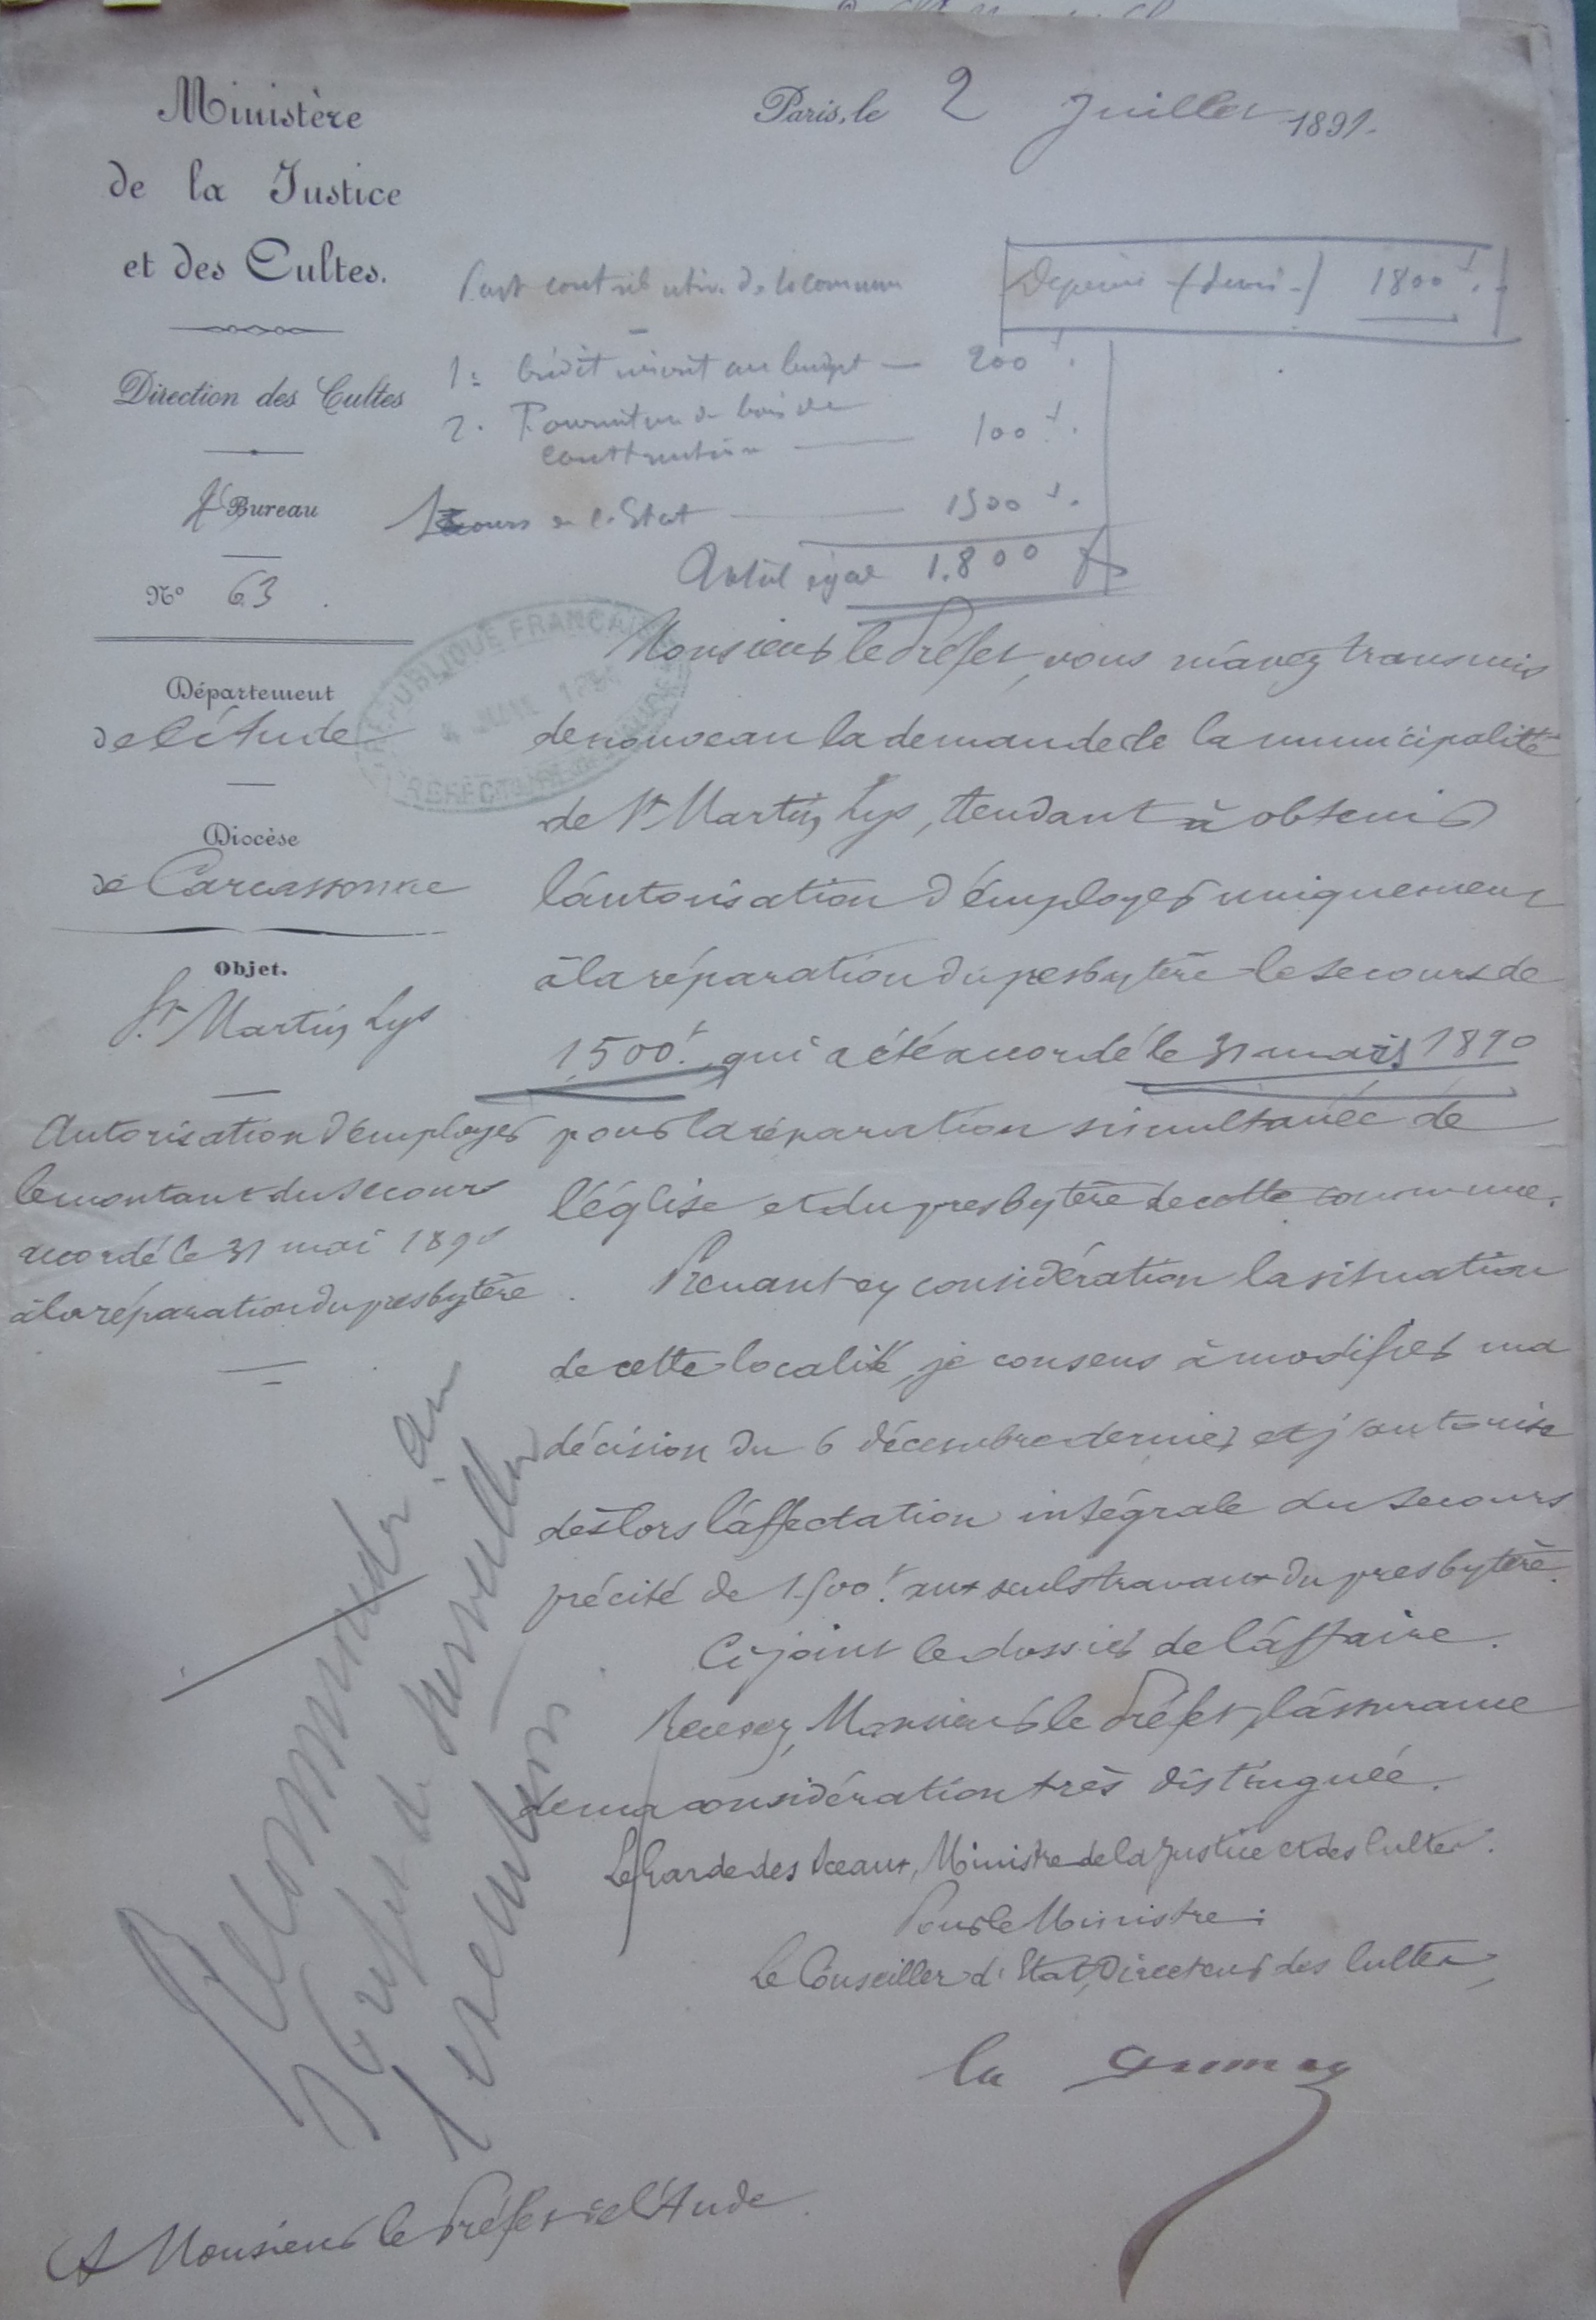 Ministère
de la Justice
et des Cultes.
Direction des Cultes
Bureau
N° 63
Département
de l'Aude
Diocèse
de Carcassonne
Objet.
St Martin Lys
Autorisation d'employer
le montant du secours
accordé le 31 mai 1890
à la réparation du presbytère
Paris, le 2 Juillet 1891.
Part contributive de la commune
Dépense (devis) 1800 f.
1° Crédit inscrit au budget — 200 f.
2. Fourniture de bois de
construction — 100 f.
Secours de l'Etat — 1500 f.
Total égal 1.800 f
RÉPUBLIQUE FRANÇAISE
PRÉFECTURE DE L'AUDE
Monsieur le Préfet, vous m'avez transmis
de nouveau la demande de la municipalité
de St Martin Lys, tendant à obtenir
l'autorisation d'employer uniquement
à la réparation du presbytère le secours de
1,500 f. qui a été accordé le 31 mai 1890
pour la réparation simultanée de
l'église et du presbytère de cette commune.
Prenant en considération la situation
de cette localité, je consens à modifier ma
décision du 6 décembre dernier et j'autorise
dès lors l'affectation intégrale du secours
précité de 1.500 f. aux seuls travaux du presbytère.
Ci-joint le dossier de l'affaire.
Recevez, Monsieur le Préfet, l'assurance
de ma considération très distinguée.
Le Garde des Sceaux, Ministre de la Justice et des Cultes.
Pour le Ministre :
Le Conseiller d'Etat, Directeur des Cultes,
Recommander au
Préfet de surveiller
l'exécution
A Monsieur le Préfet de l'Aude.